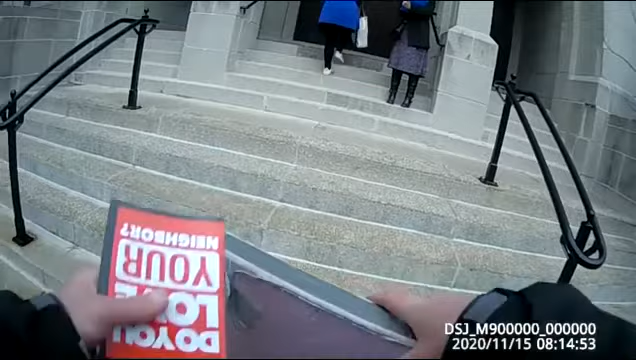 DO YOU
LOVE
YOUR
NEIGHBOR?
DSJ_M900000_000000
2020/11/15 08:14:53